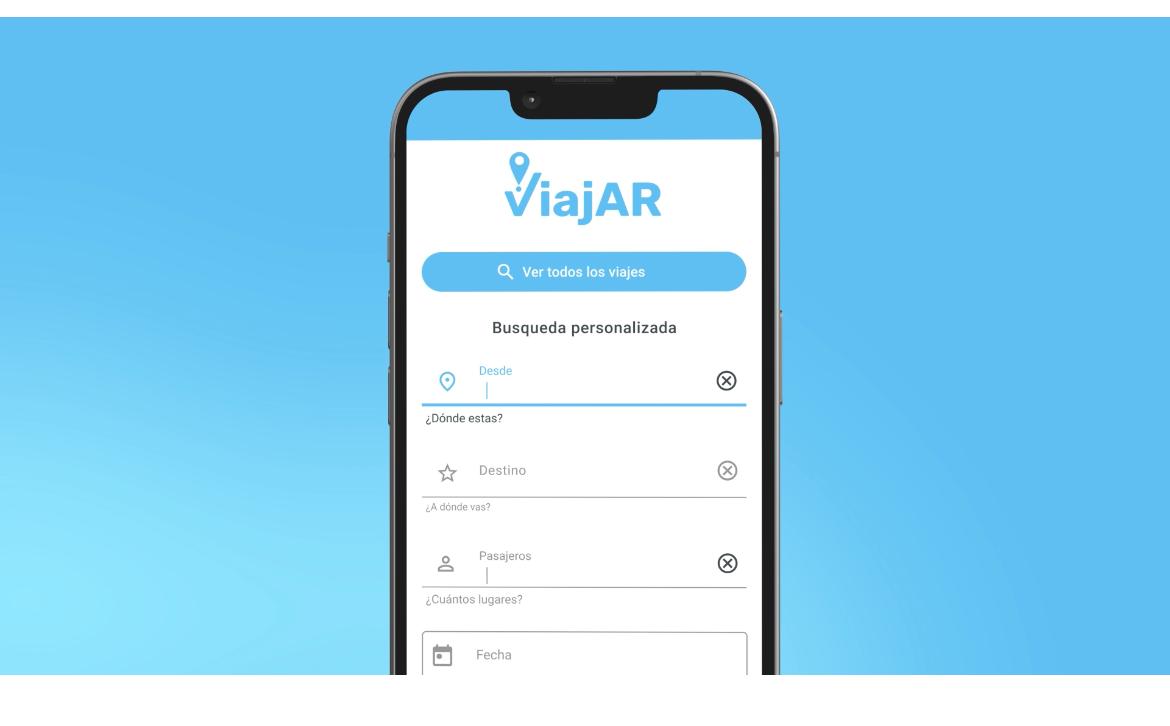 ViajAR
Ver todos los viajes
Busqueda personalizada
Desde
¿Dónde estas?
Destino
¿A dónde vas?
Pasajeros
¿Cuántos lugares?
Fecha